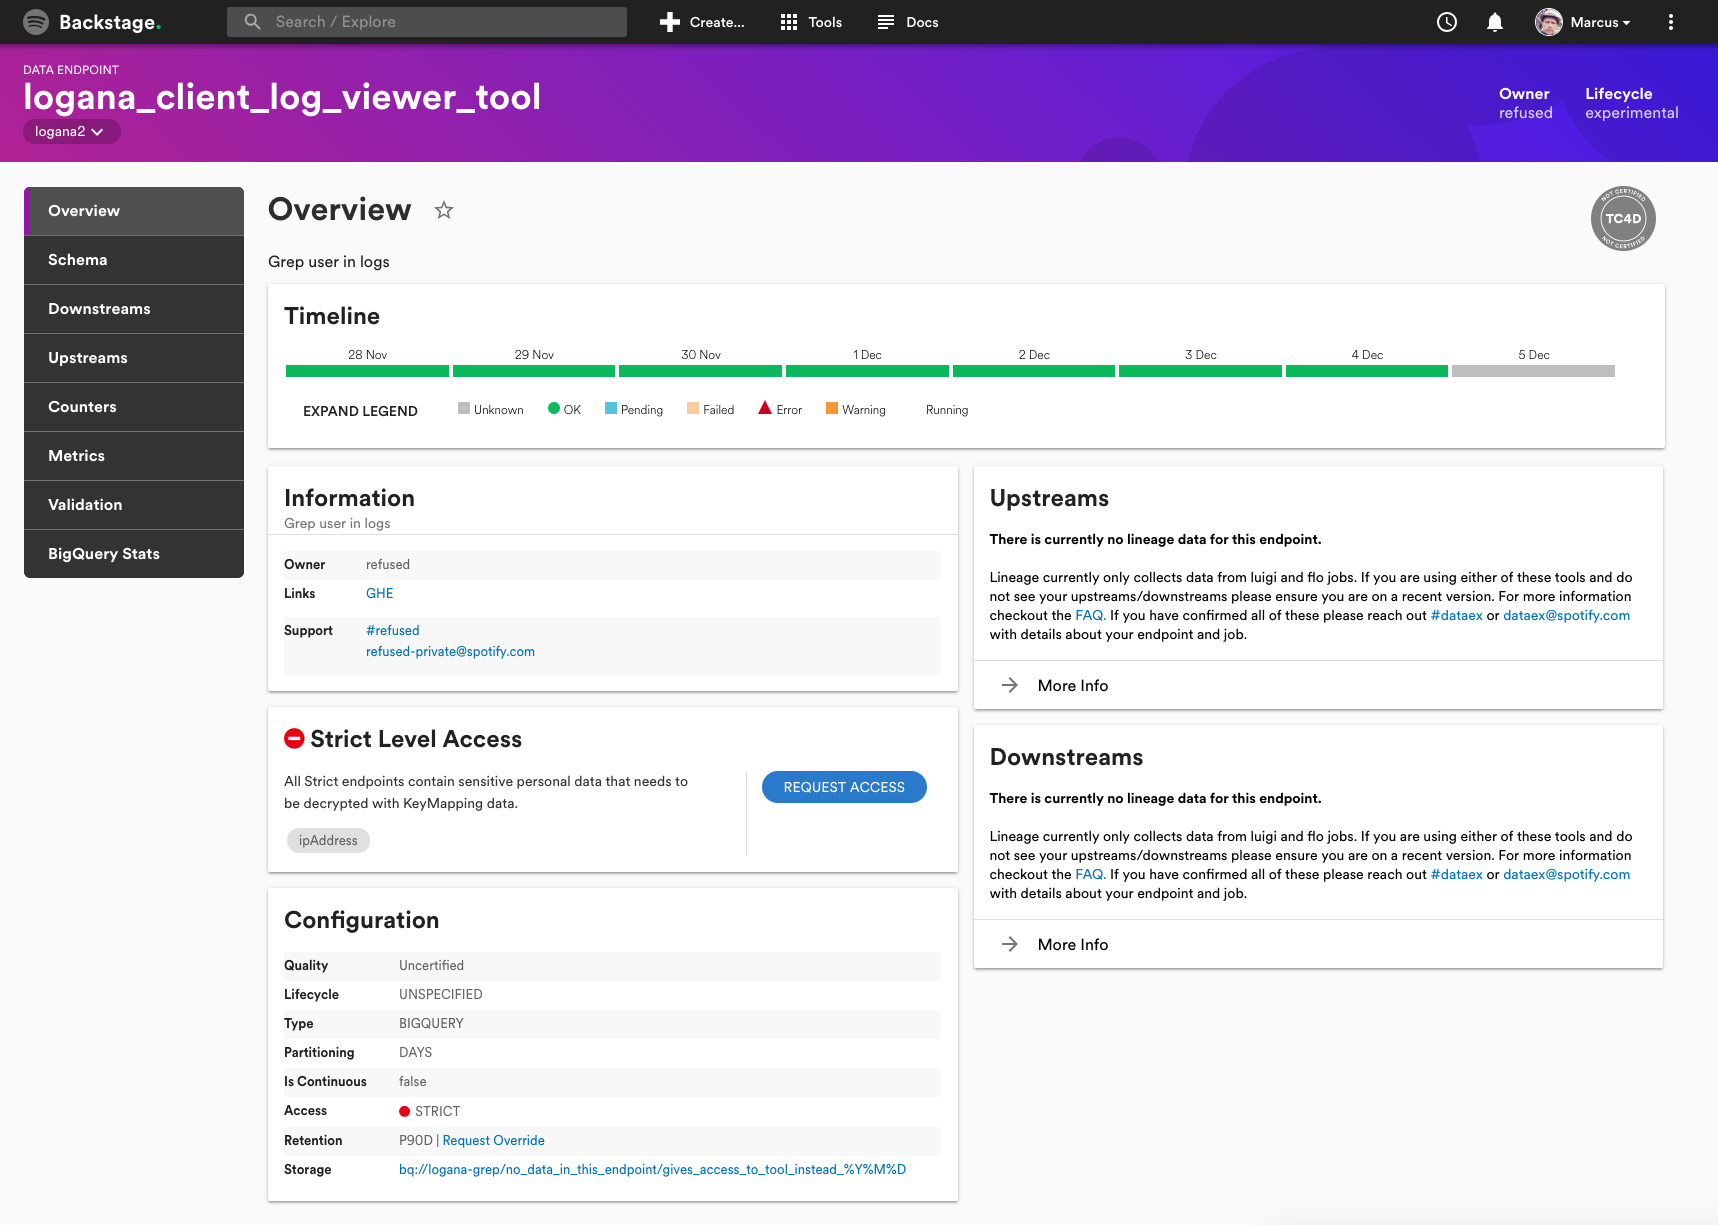 Backstage.
Search / Explore
Create...
Tools
Docs
Marcus
DATA ENDPOINT
logana_client_log_viewer_tool
logana2
Owner
refused
Lifecycle
experimental
Overview
Schema
Downstreams
Upstreams
Counters
Metrics
Validation
BigQuery Stats
Overview
NOT CERTIFIED
TC4D
NOT CERTIFIED
Grep user in logs
Timeline
28 Nov 29 Nov 30 Nov 1 Dec 2 Dec 3 Dec 4 Dec 5 Dec
EXPAND LEGEND Unknown OK Pending Failed Error Warning Running
Information
Grep user in logs
Owner refused
Links GHE
Support #refused
refused-private@spotify.com
Strict Level Access
All Strict endpoints contain sensitive personal data that needs to
be decrypted with KeyMapping data.
ipAddress
REQUEST ACCESS
Configuration
Quality Uncertified
Lifecycle UNSPECIFIED
Type BIGQUERY
Partitioning DAYS
Is Continuous false
Access STRICT
Retention P90D | Request Override
Storage bq://logana-grep/no_data_in_this_endpoint/gives_access_to_tool_instead_%Y%M%D
Upstreams
There is currently no lineage data for this endpoint.
Lineage currently only collects data from luigi and flo jobs. If you are using either of these tools and do
not see your upstreams/downstreams please ensure you are on a recent version. For more information
checkout the FAQ. If you have confirmed all of these please reach out #dataex or dataex@spotify.com
with details about your endpoint and job.
More Info
Downstreams
There is currently no lineage data for this endpoint.
Lineage currently only collects data from luigi and flo jobs. If you are using either of these tools and do
not see your upstreams/downstreams please ensure you are on a recent version. For more information
checkout the FAQ. If you have confirmed all of these please reach out #dataex or dataex@spotify.com
with details about your endpoint and job.
More Info